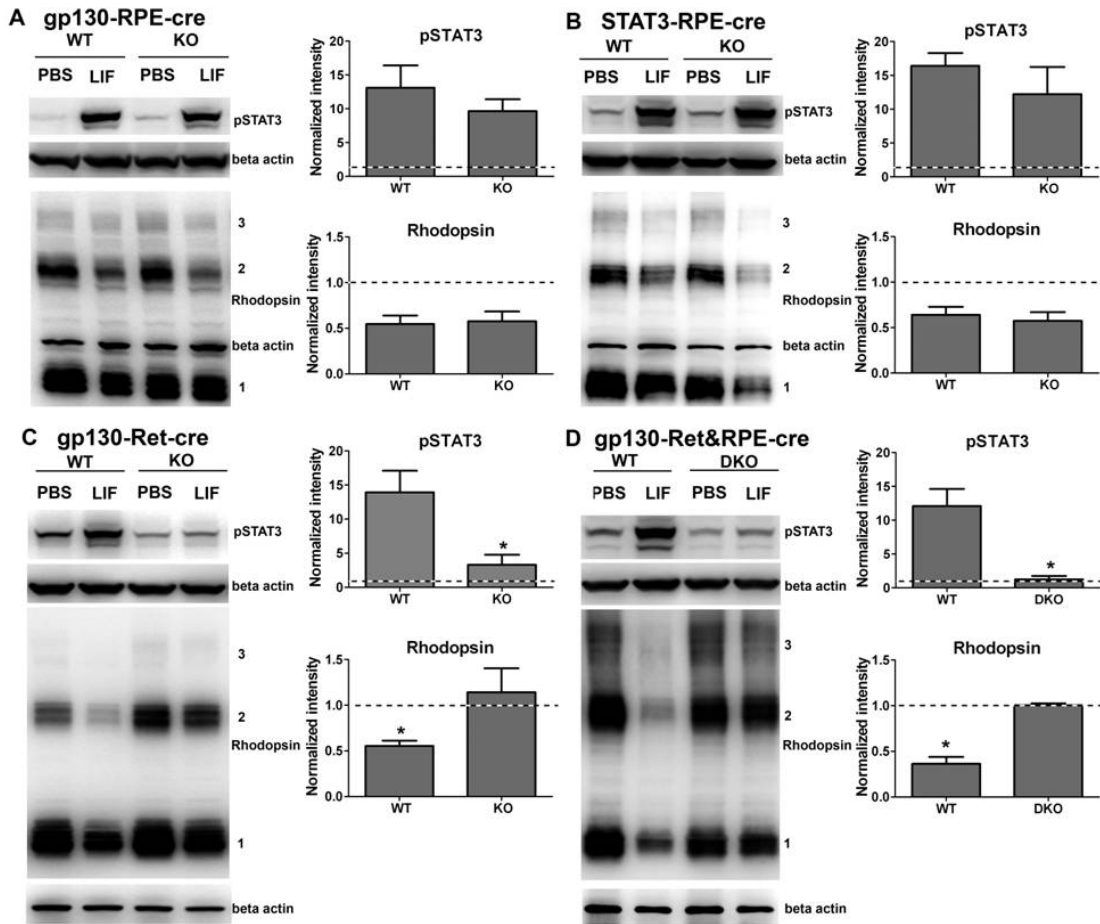 A gp130-RPE-cre
WT KO
PBS LIF PBS LIF
pSTAT3
beta actin
3
2
Rhodopsin
beta actin
1
pSTAT3
Normalized intensity
20
15
10
5
0
WT KO
Rhodopsin
Normalized intensity
1.5
1.0
0.5
0.0
WT KO
B STAT3-RPE-cre
WT KO
PBS LIF PBS LIF
pSTAT3
beta actin
3
2
Rhodopsin
beta actin
1
pSTAT3
Normalized intensity
20
15
10
5
0
WT KO
Rhodopsin
Normalized intensity
1.5
1.0
0.5
0.0
WT KO
C gp130-Ret-cre
WT KO
PBS LIF PBS LIF
pSTAT3
beta actin
3
2
Rhodopsin
1
beta actin
pSTAT3
Normalized intensity
20
15
10
5
0
*
WT KO
Rhodopsin
Normalized intensity
1.5
1.0
0.5
0.0
*
WT KO
D gp130-Ret&RPE-cre
WT DKO
PBS LIF PBS LIF
pSTAT3
beta actin
3
2
Rhodopsin
1
beta actin
pSTAT3
Normalized intensity
20
15
10
5
0
*
WT DKO
Rhodopsin
Normalized intensity
1.5
1.0
0.5
0.0
*
WT DKO